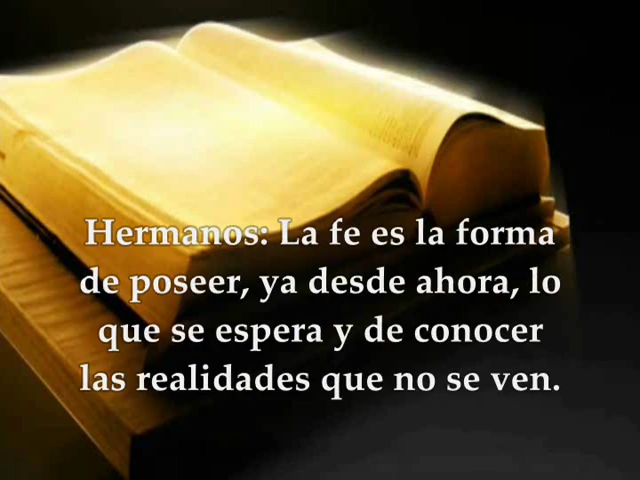 Hermanos: La fe es la forma
de poseer, ya desde ahora, lo
que se espera y de conocer
las realidades que no se ven.